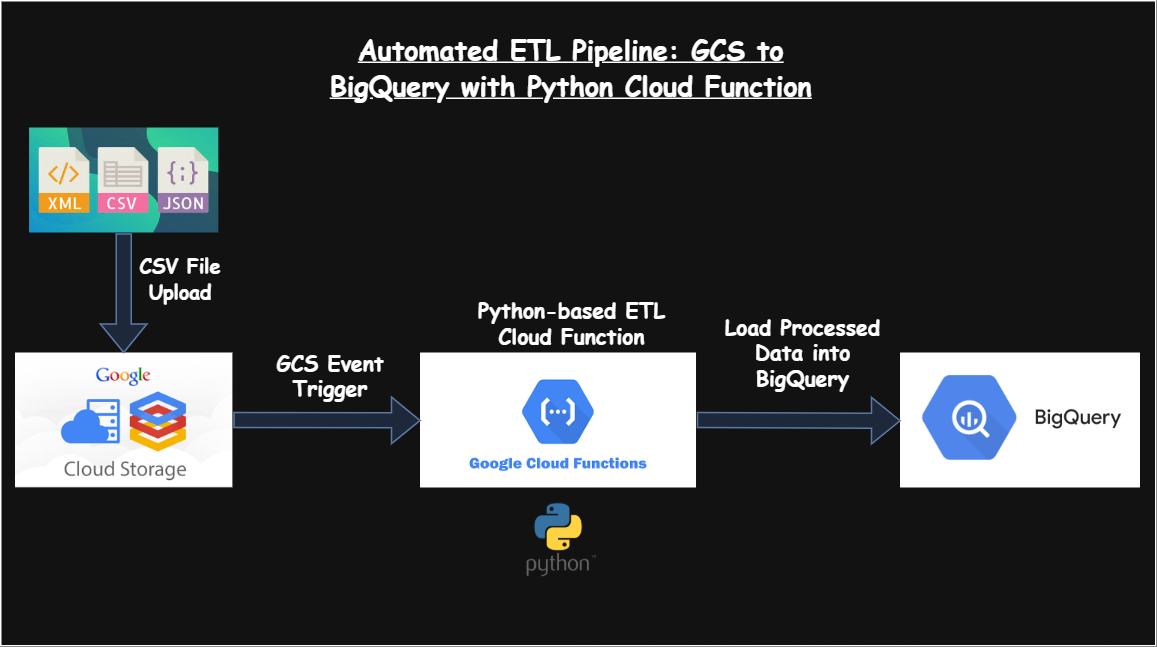 Automated ETL Pipeline: GCS to
BigQuery with Python Cloud Function
</>
XML
CSV
{;}
JSON
CSV File
Upload
Google
Cloud Storage
GCS Event
Trigger
Python-based ETL
Cloud Function
(···)
Google Cloud Functions
python™
Load Processed
Data into
BigQuery
BigQuery